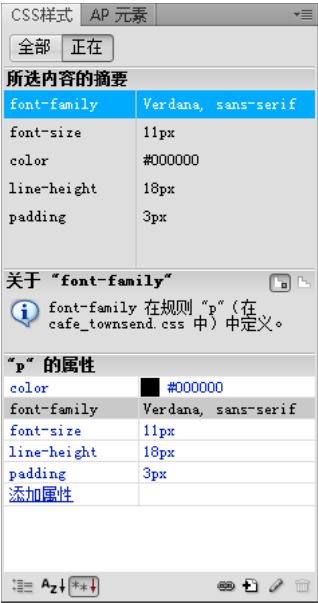 CSS样式 AP 元素
全部 正在
所选内容的摘要
font-family Verdana, sans-serif
font-size 11px
color #000000
line-height 18px
padding 3px
关于 "font-family"
font-family 在规则 "p"（在
cafe_townsend.css 中）中定义。
"p" 的属性
color #000000
font-family Verdana, sans-serif
font-size 11px
line-height 18px
padding 3px
添加属性
Az↓ **↓